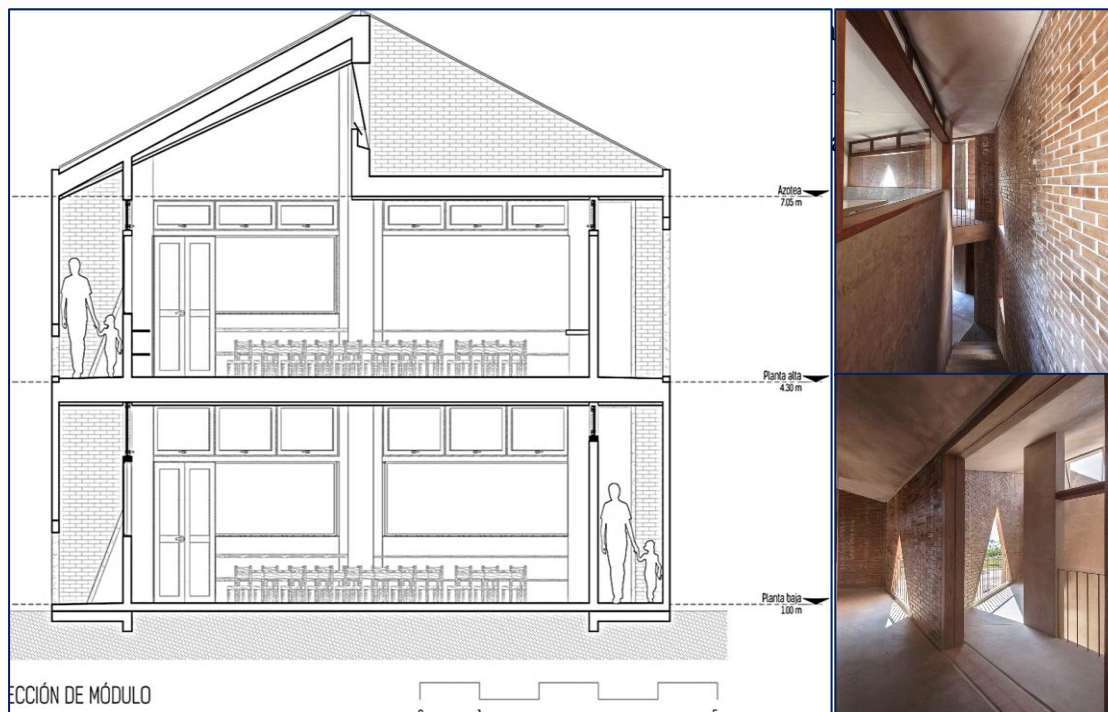 Azotea
7.05 m
Planta alta
4.30 m
Planta baja
1.00 m
ECCIÓN DE MÓDULO